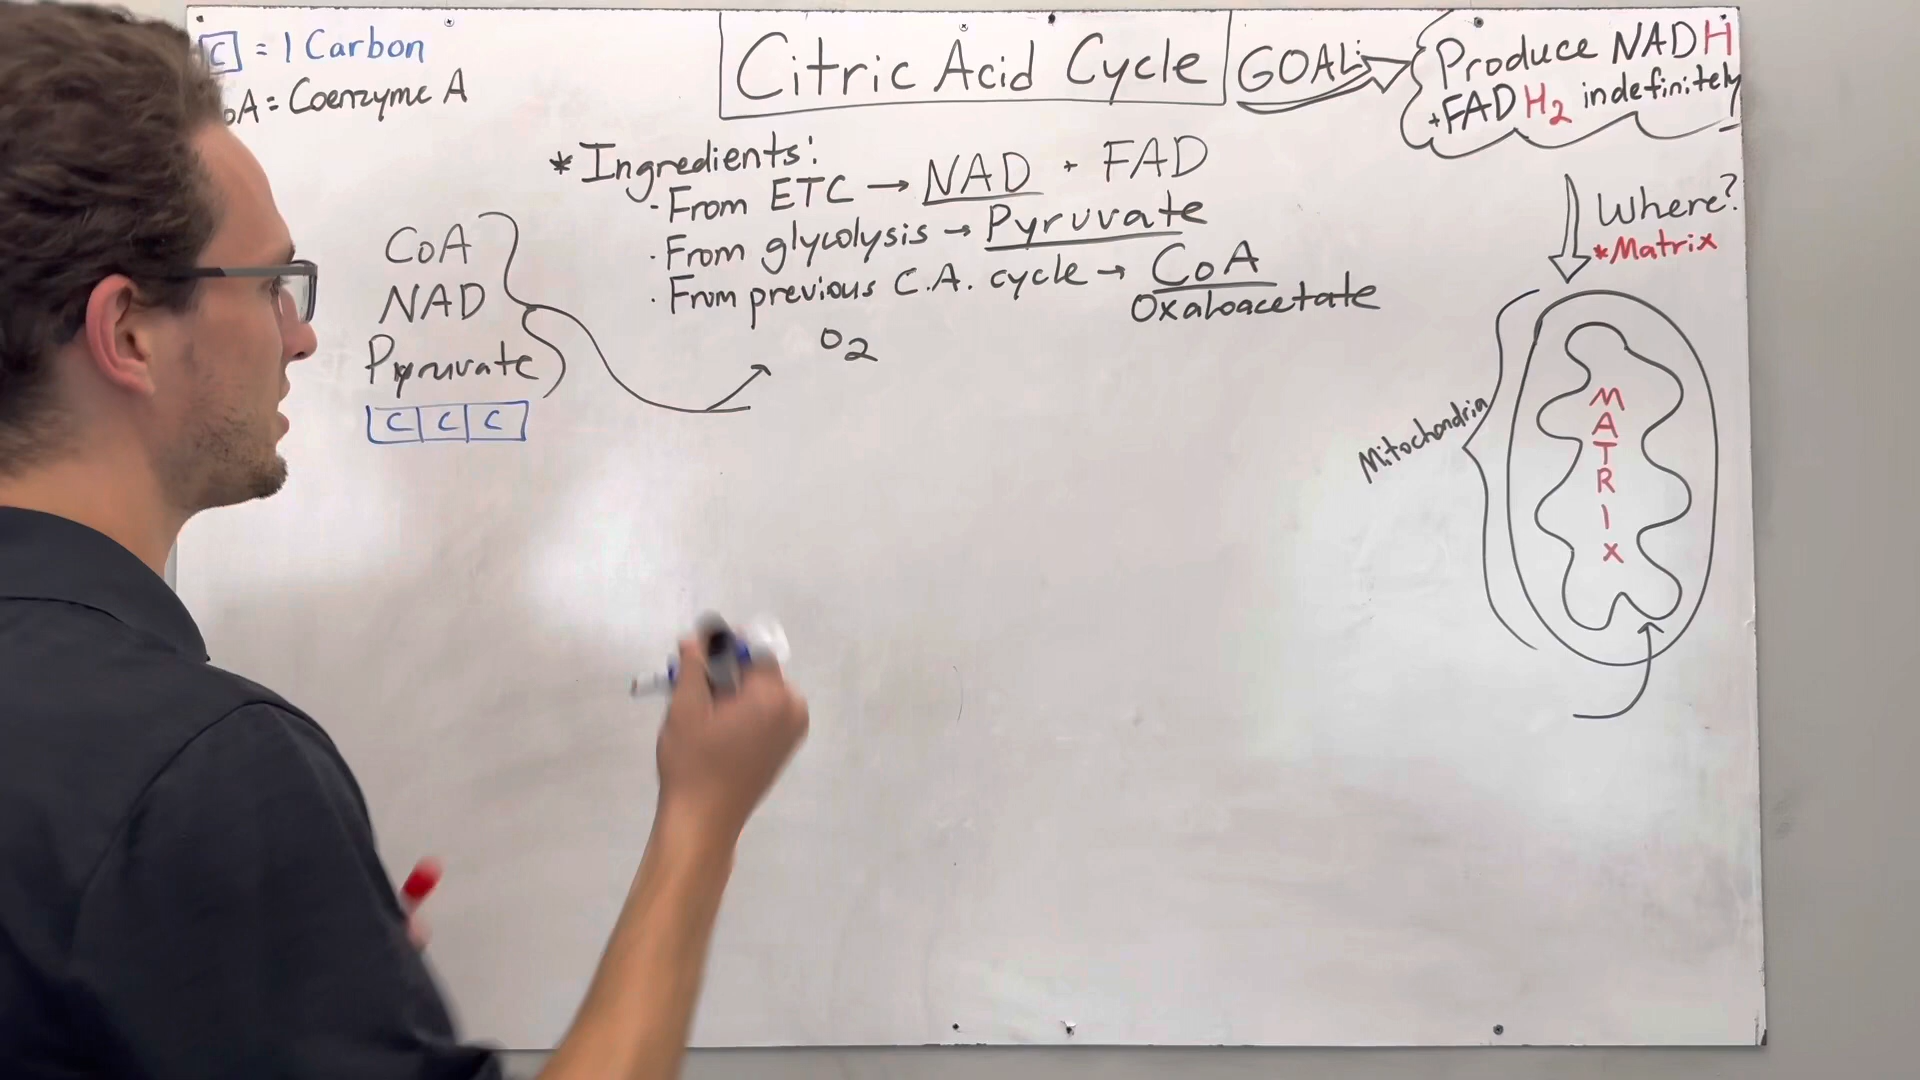 C = 1 Carbon
oA = Coenzyme A
Citric Acid Cycle
GOAL:
Produce NADH
+FADH2 indefinitely
* Ingredients:
· From ETC → NAD + FAD
· From glycolysis → Pyruvate
· From previous C.A. cycle → CoA
Oxaloacetate
O2
CoA
NAD
Pyruvate
C C C
Where?
*Matrix
Mitochondria
MATRIX